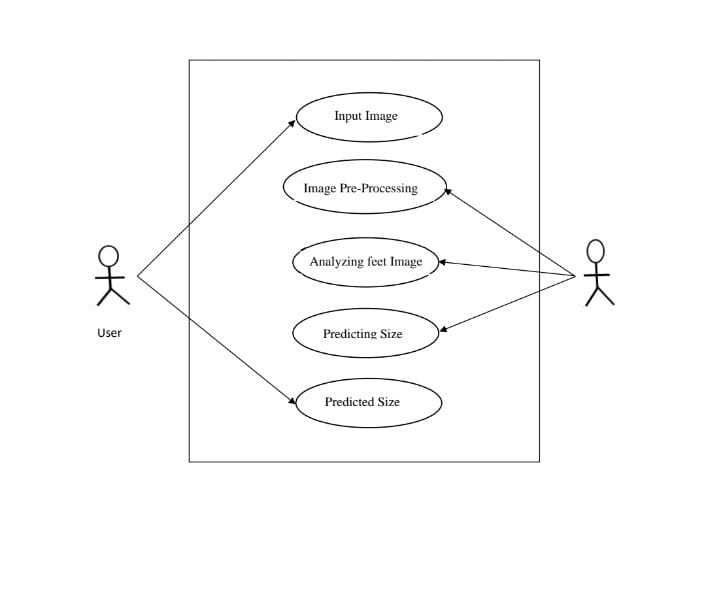 Input Image
Image Pre-Processing
Analyzing feet Image
User
Predicting Size
Predicted Size